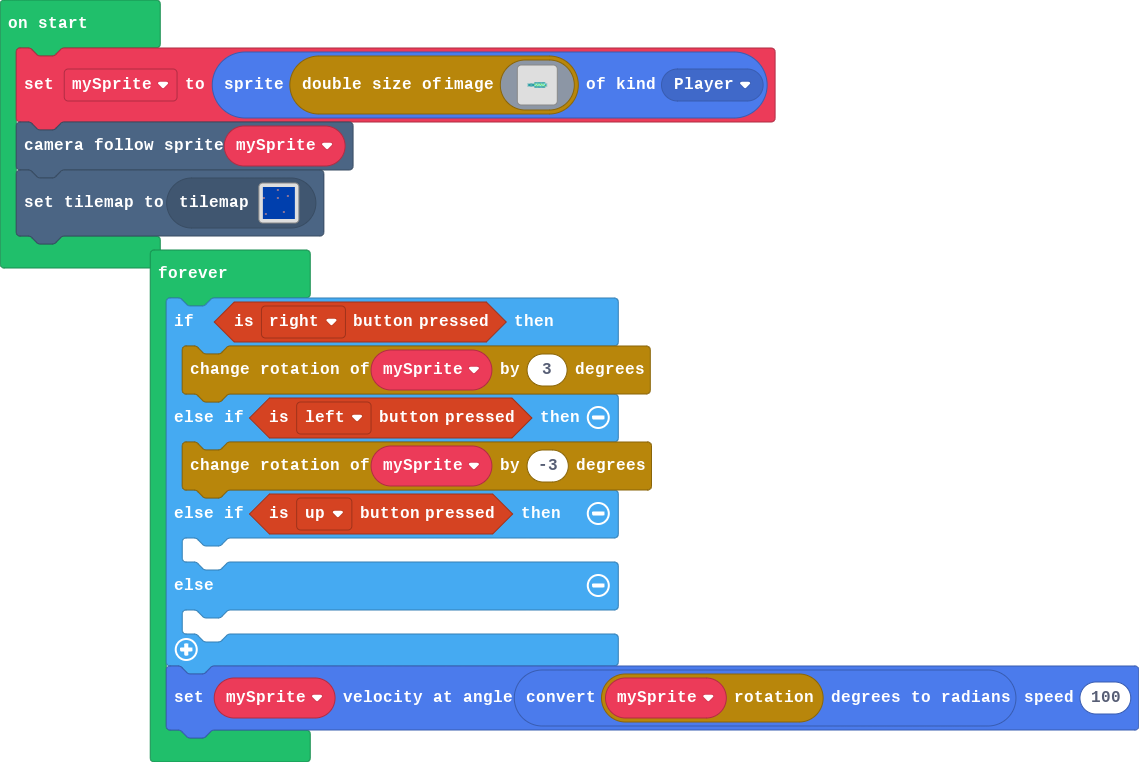 on start
set mySprite to sprite double size of image of kind Player
camera follow sprite mySprite
set tilemap to tilemap
forever
if is right button pressed then
change rotation of mySprite by 3 degrees
else if is left button pressed then
change rotation of mySprite by -3 degrees
else if is up button pressed then
else
set mySprite velocity at angle convert mySprite rotation degrees to radians speed 100